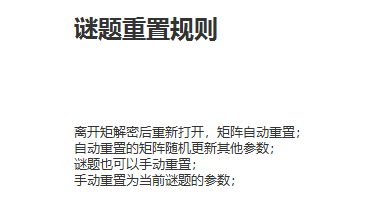 谜题重置规则
离开矩解密后重新打开，矩阵自动重置；
自动重置的矩阵随机更新其他参数；
谜题也可以手动重置；
手动重置为当前谜题的参数；